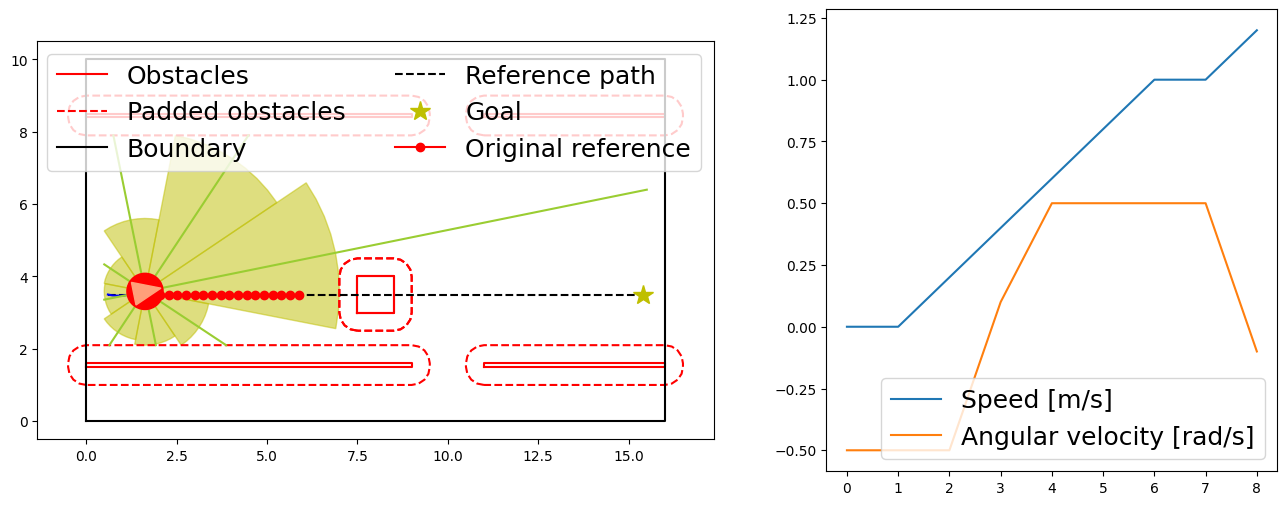 10
8
6
4
2
0
0.0 2.5 5.0 7.5 10.0 12.5 15.0
Obstacles
Padded obstacles
Boundary
Reference path
Goal
Original reference
1.25
1.00
0.75
0.50
0.25
0.00
−0.25
−0.50
0 1 2 3 4 5 6 7 8
Speed [m/s]
Angular velocity [rad/s]